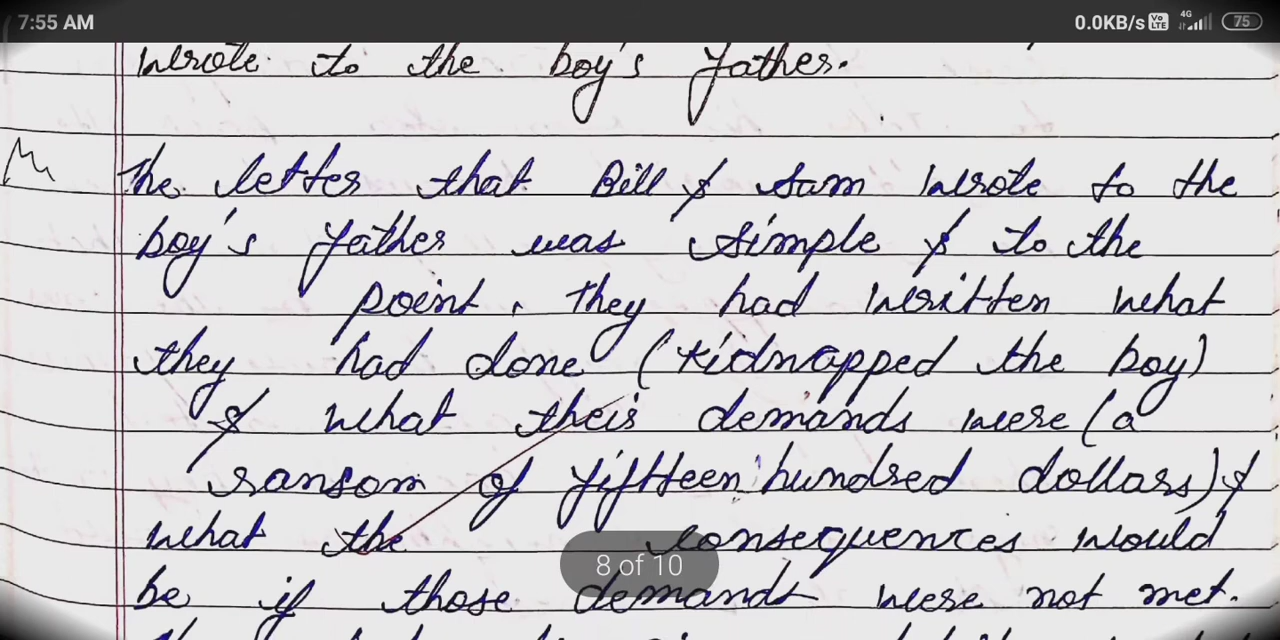 7:55 AM 0.0KB/s Vo LTE 4G 75
wrote to the boy's father.
The letter that Bill & Sam wrote to the
boy's father was simple & to the
point. They had written what
they had done (kidnapped the boy)
& what their demands were (a
ransom of fifteen hundred dollars) &
what the consequences would
8 of 10
be if those demands were not met.